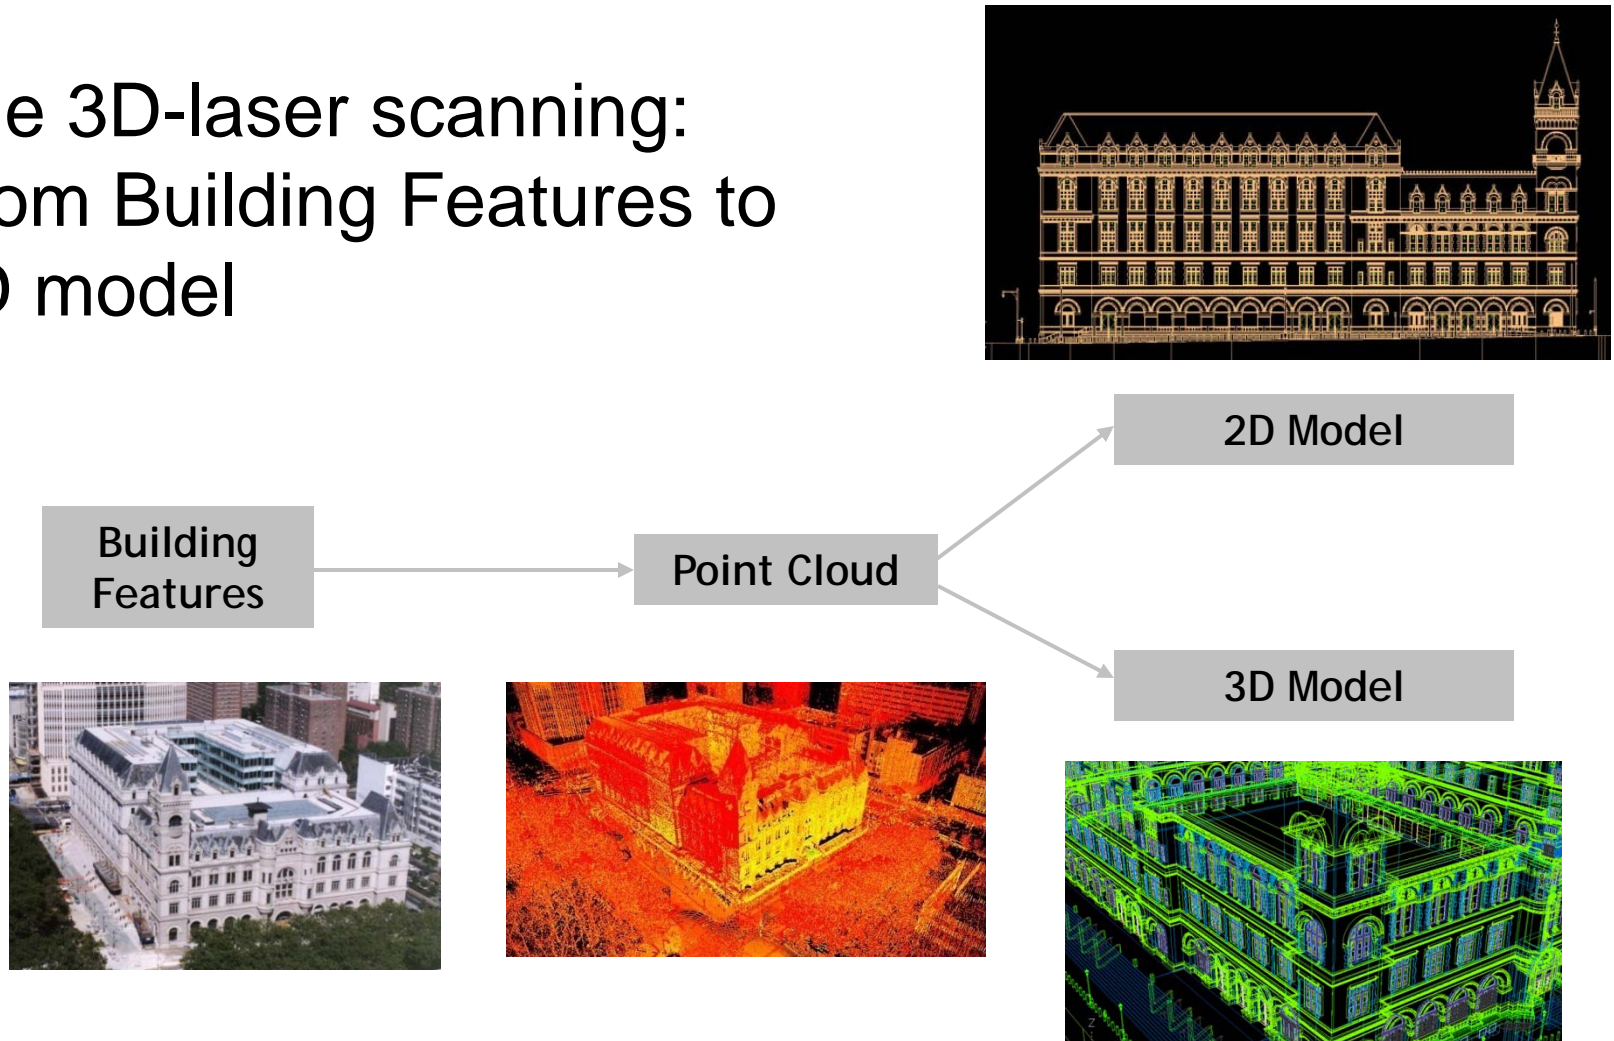 e 3D-laser scanning:
om Building Features to
model
2D Model
Building
Features
Point Cloud
3D Model
Z